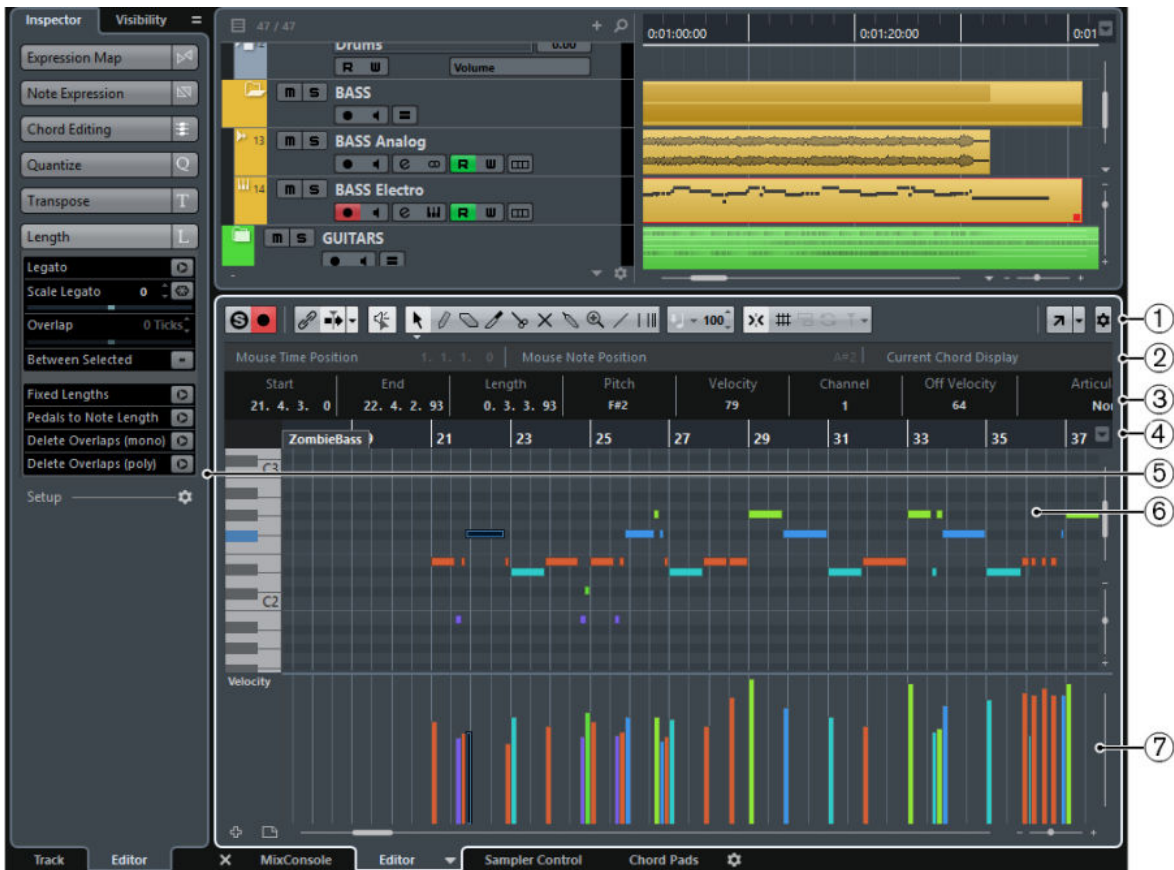 Inspector Visibility
Expression Map
Note Expression
Chord Editing
Quantize Q
Transpose T
Length L
Legato
Scale Legato 0
Overlap 0 Ticks
Between Selected
Fixed Lengths
Pedals to Note Length
Delete Overlaps (mono)
Delete Overlaps (poly)
Setup
47 / 47
Drums 0.00
R W Volume
m S BASS
13 m S BASS Analog
e R W
14 m S BASS Electro
e R W
m S GUITARS
0:01:00:00 0:01:20:00 0:01
S 100
Mouse Time Position 1. 1. 1. 0 Mouse Note Position A#2 Current Chord Display
Start End Length Pitch Velocity Channel Off Velocity Articul
21. 4. 3. 0 22. 4. 2. 93 0. 3. 3. 93 F#2 79 1 64 No
ZombieBass 21 23 25 27 29 31 33 35 37
C3
C2
Velocity
1
2
3
4
5
6
7
Track Editor MixConsole Editor Sampler Control Chord Pads